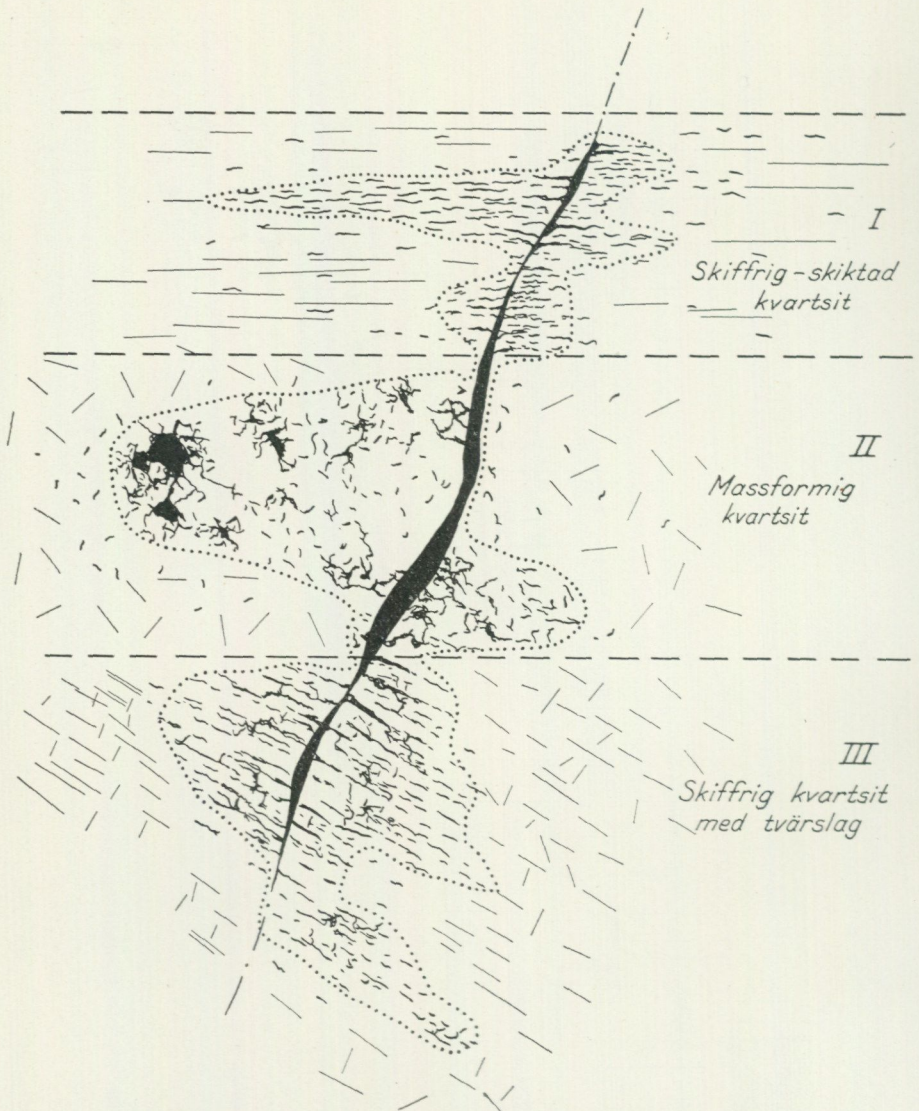 I
Skiffrig-skiktad
kvartsit
II
Massformig
kvartsit
III
Skiffrig kvartsit
med tvärslag